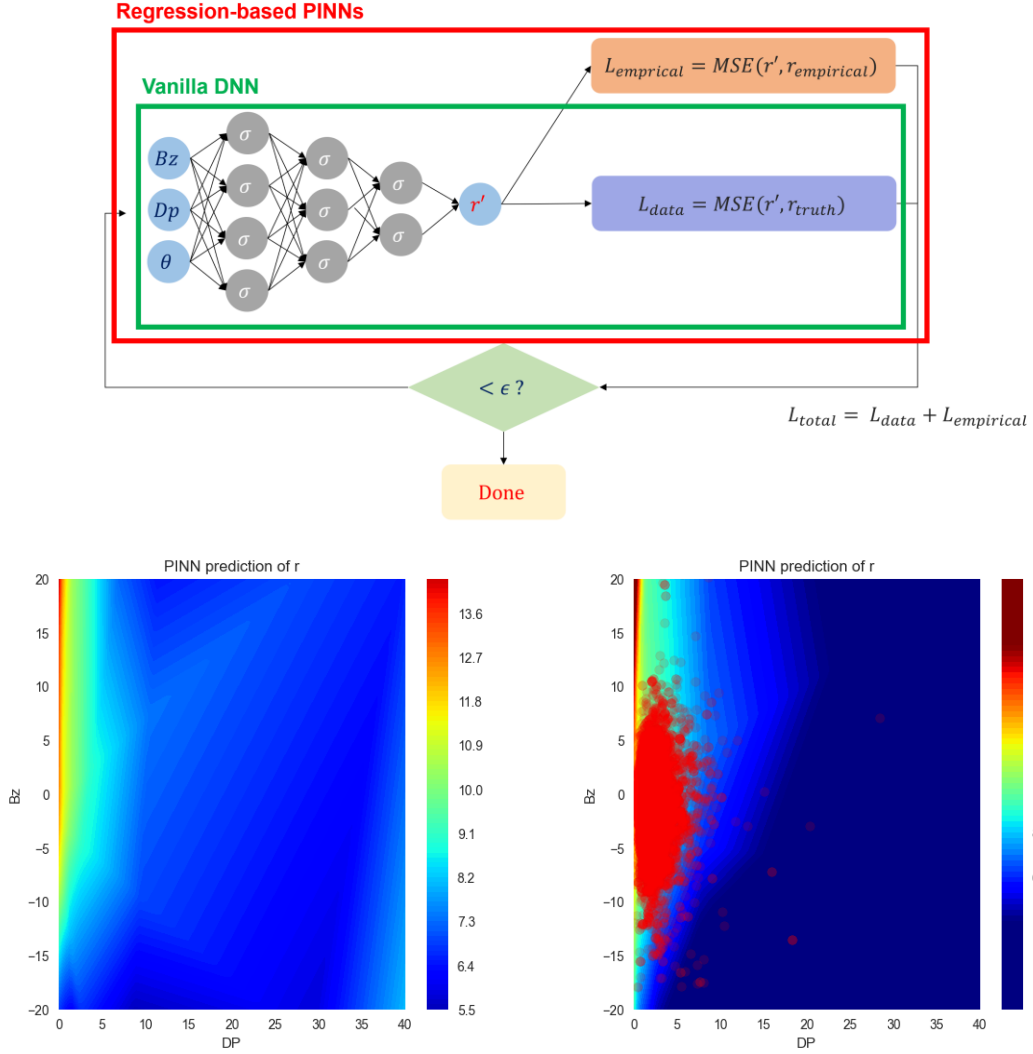 Regression-based PINNs
L_emprical = MSE(r′, r_empirical)
Vanilla DNN
Bz
Dp
θ
σ
σ
σ
σ
σ
σ
σ
σ
σ
r′
L_data = MSE(r′, r_truth)
< ϵ ?
L_total = L_data + L_empirical
Done
PINN prediction of r
20
15
10
5
0
−5
−10
−15
−20
Bz
0 5 10 15 20 25 30 35 40
DP
13.6
12.7
11.8
10.9
10.0
9.1
8.2
7.3
6.4
5.5
PINN prediction of r
20
15
10
5
0
−5
−10
−15
−20
Bz
0 5 10 15 20 25 30 35 40
DP